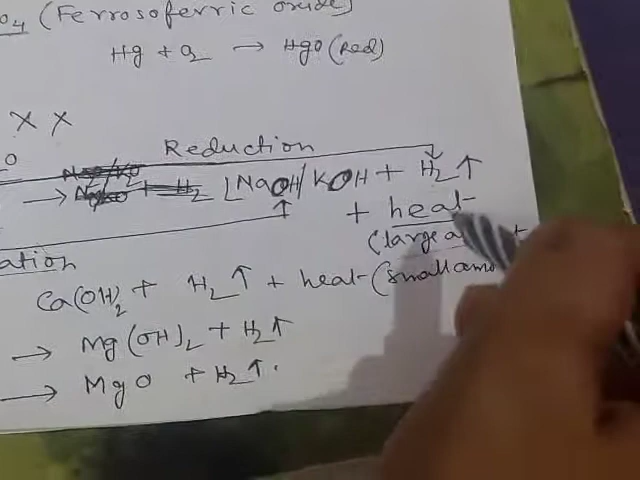 O4 (Ferrosoferric oxide)
Hg + O2 → HgO (Red)
X X
O
Reduction
→ [NaOH/KOH + H2↑
+ heat
(large a t
ation
Ca(OH)2 + H2↑ + heat (small amo
→ Mg(OH)2 + H2↑
→ MgO + H2↑.